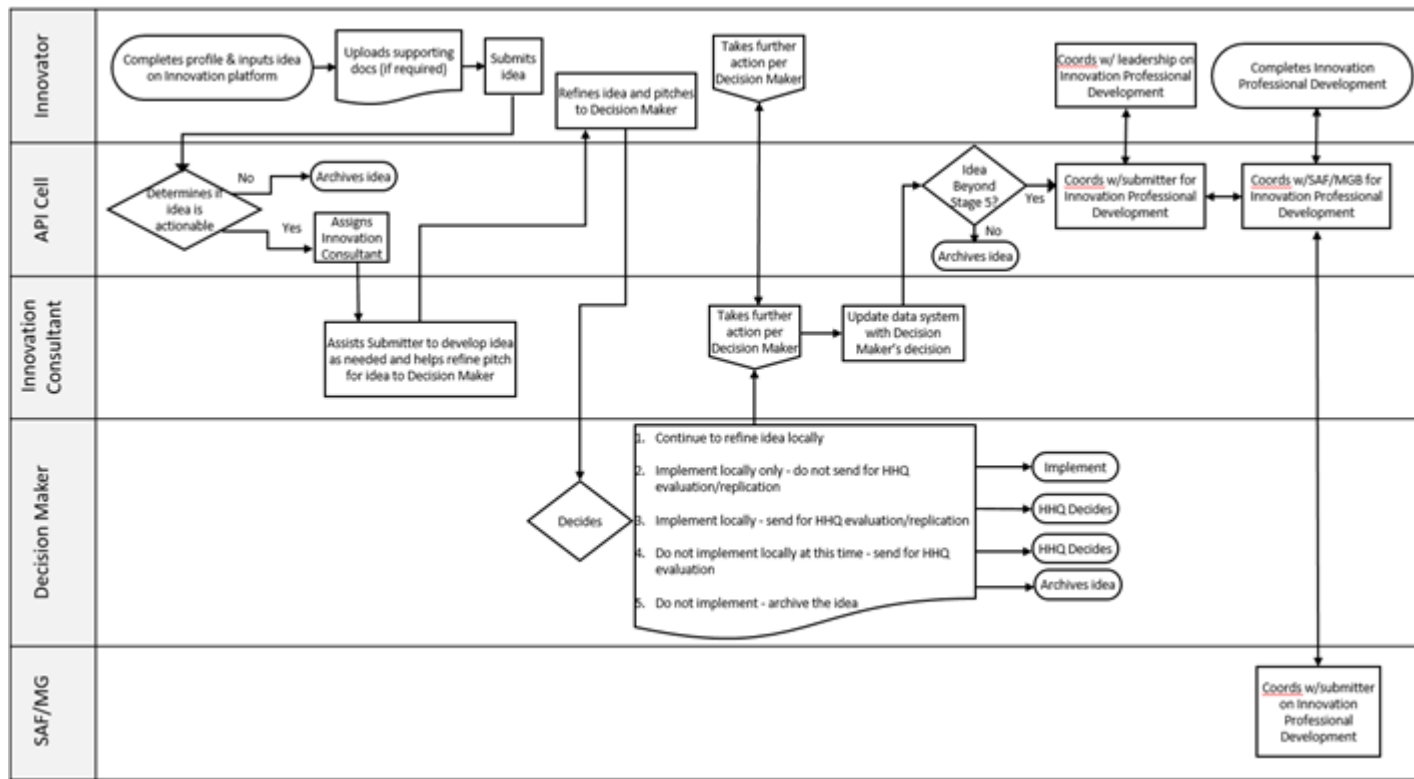 Innovator
Completes profile & inputs idea
on Innovation platform
Uploads supporting
docs (if required)
Submits
idea
Refines idea and pitches
to Decision Maker
Takes further
action per
Decision Maker
Coords w/ leadership on
Innovation Professional
Development
Completes Innovation
Professional Development
API Cell
Determines if
idea is
actionable
No
Archives idea
Yes
Assigns
Innovation
Consultant
Idea
Beyond
Stage 5?
Yes
No
Archives idea
Coords w/submitter for
Innovation Professional
Development
Coords w/SAF/MGB for
Innovation Professional
Development
Innovation
Consultant
Assists Submitter to develop idea
as needed and helps refine pitch
for idea to Decision Maker
Takes further
action per
Decision Maker
Update data system
with Decision
Maker's decision
Decision Maker
Decides
1. Continue to refine idea locally
2. Implement locally only - do not send for HHQ
evaluation/replication
3. Implement locally - send for HHQ evaluation/replication
4. Do not implement locally at this time - send for HHQ
evaluation
5. Do not implement - archive the idea
Implement
HHQ Decides
HHQ Decides
Archives idea
SAF/MG
Coords w/submitter
on Innovation
Professional
Development